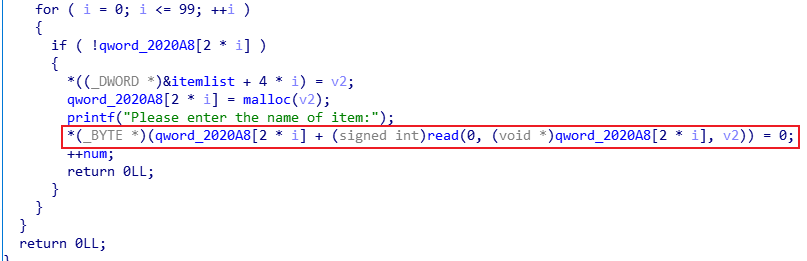 for ( i = 0; i <= 99; ++i )
{
if ( !qword_2020A8[2 * i] )
{
*((_DWORD *)&itemlist + 4 * i) = v2;
qword_2020A8[2 * i] = malloc(v2);
printf("Please enter the name of item:");
*(_BYTE *)(qword_2020A8[2 * i] + (signed int)read(0, (void *)qword_2020A8[2 * i], v2)) = 0;
++num;
return 0LL;
}
}
}
return 0LL;
}